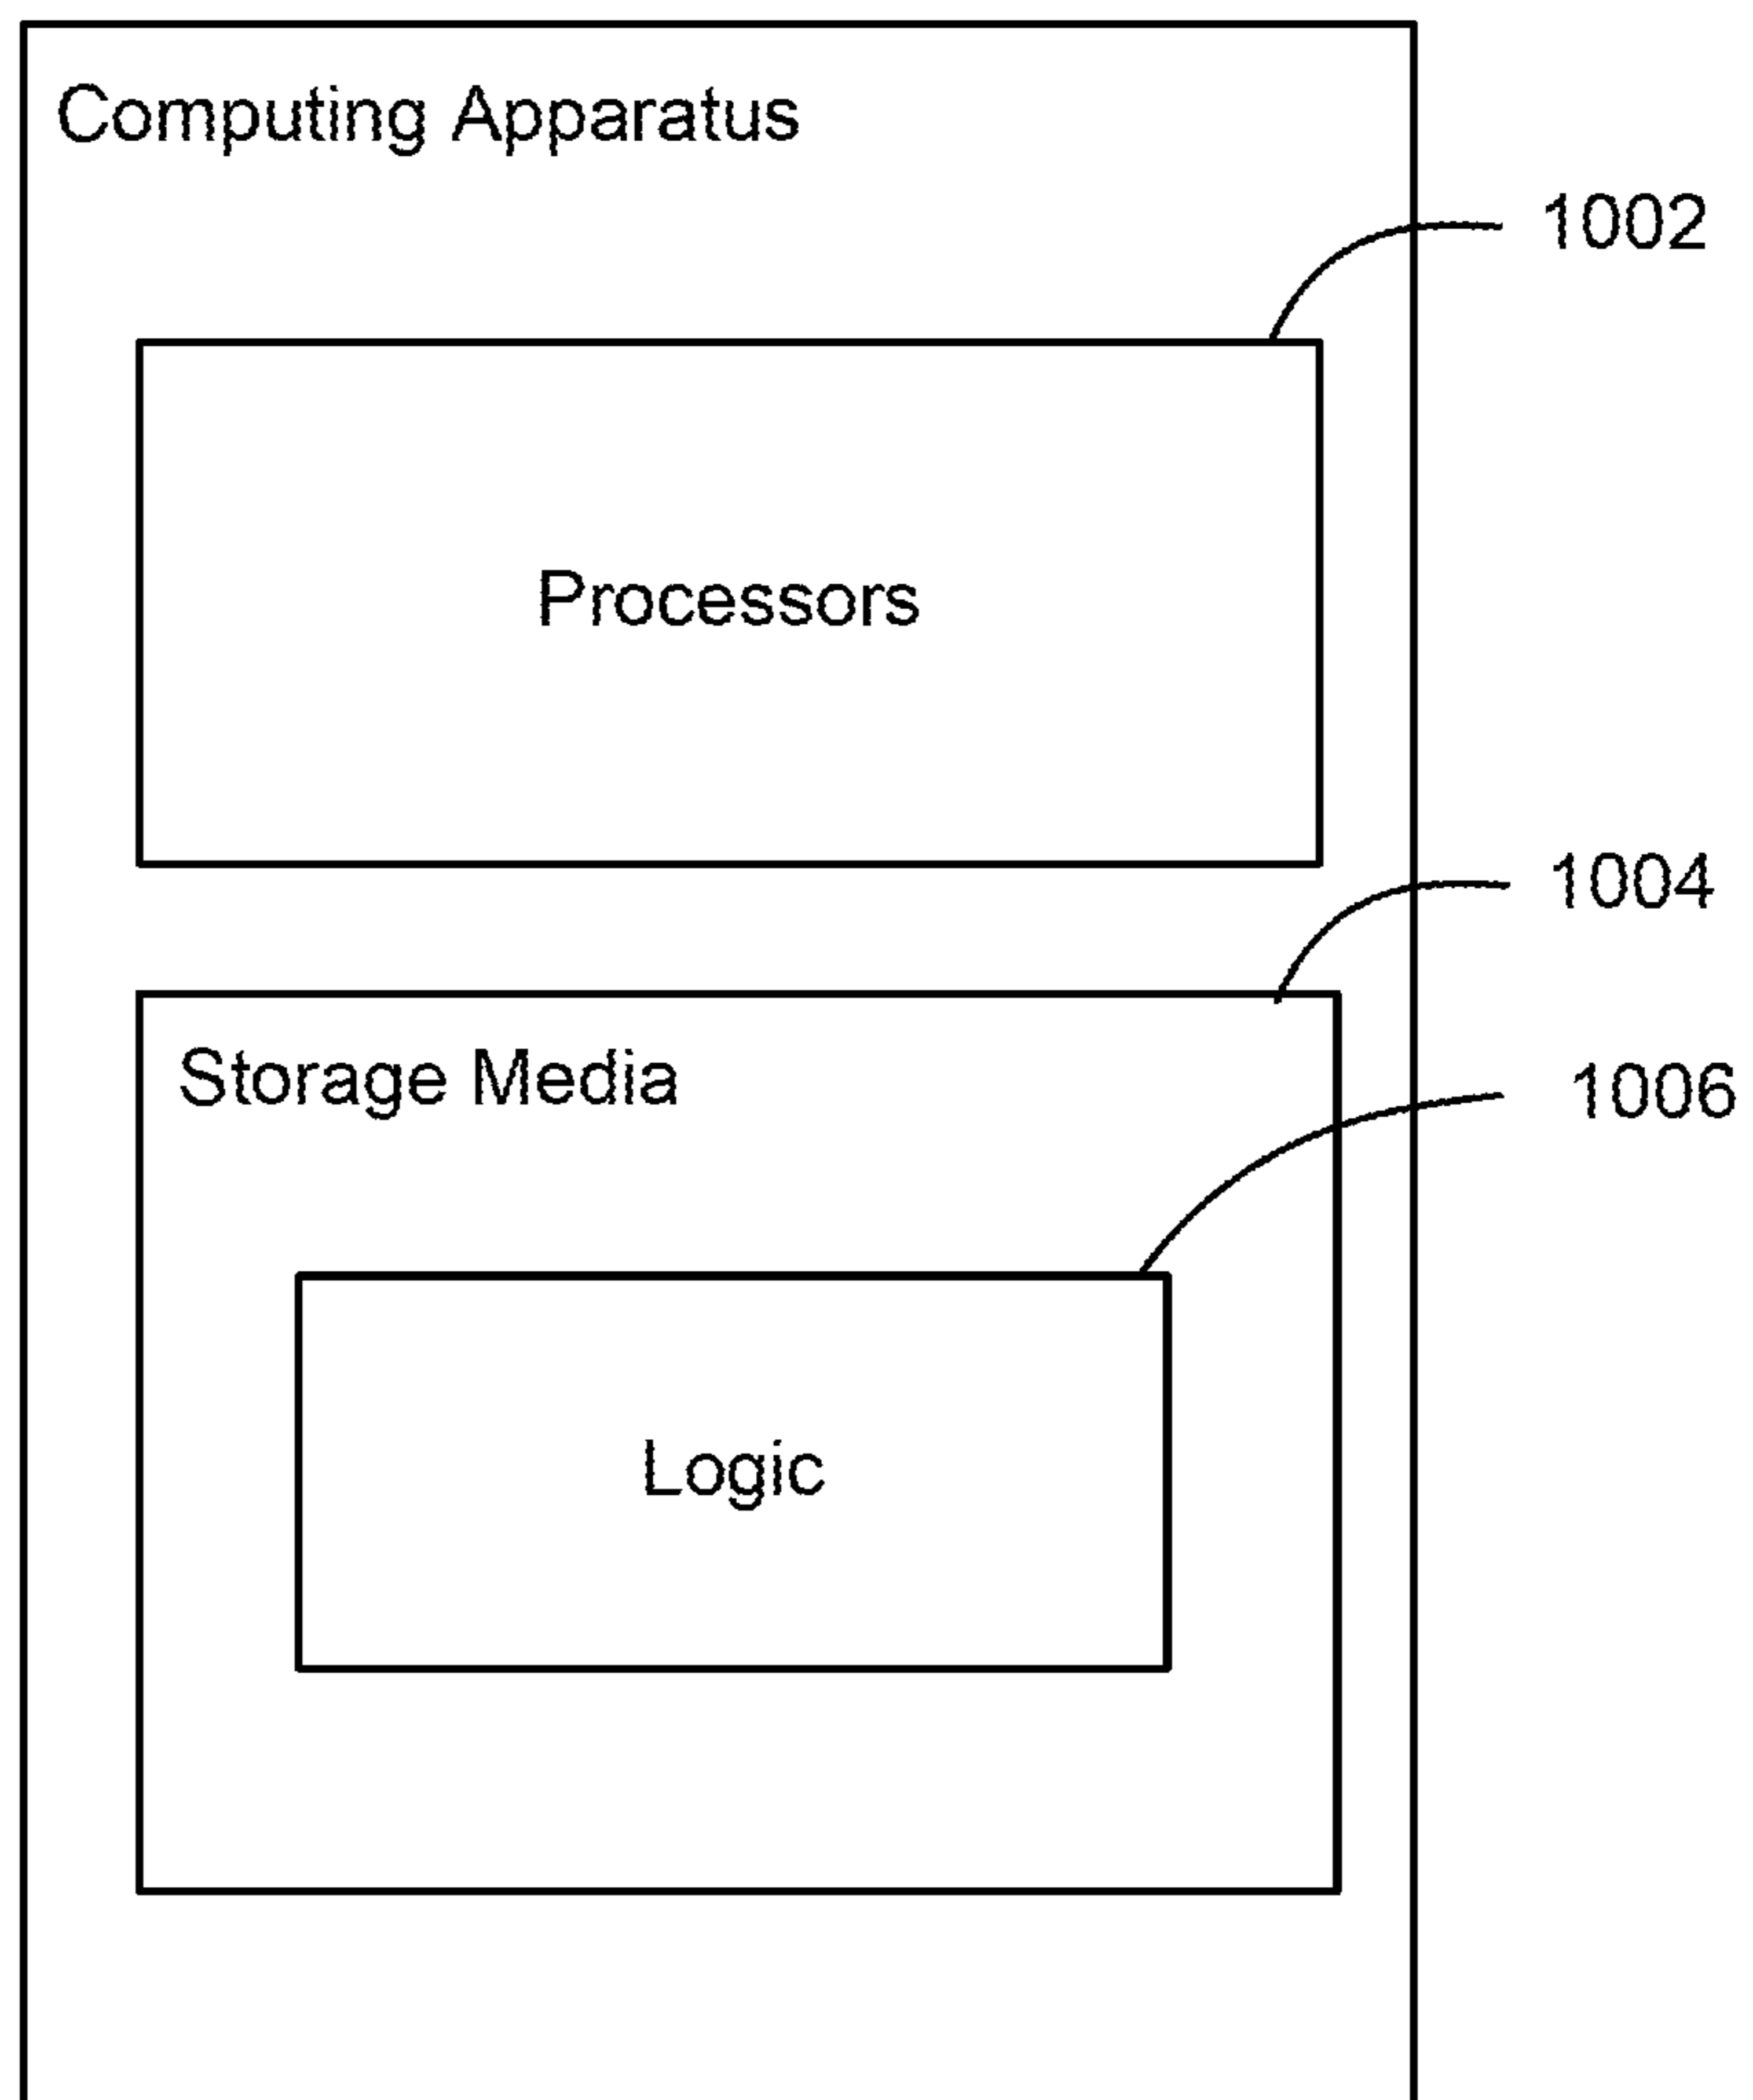 Computing Apparatus
1002
Processors
1004
Storage Media
1006
Logic